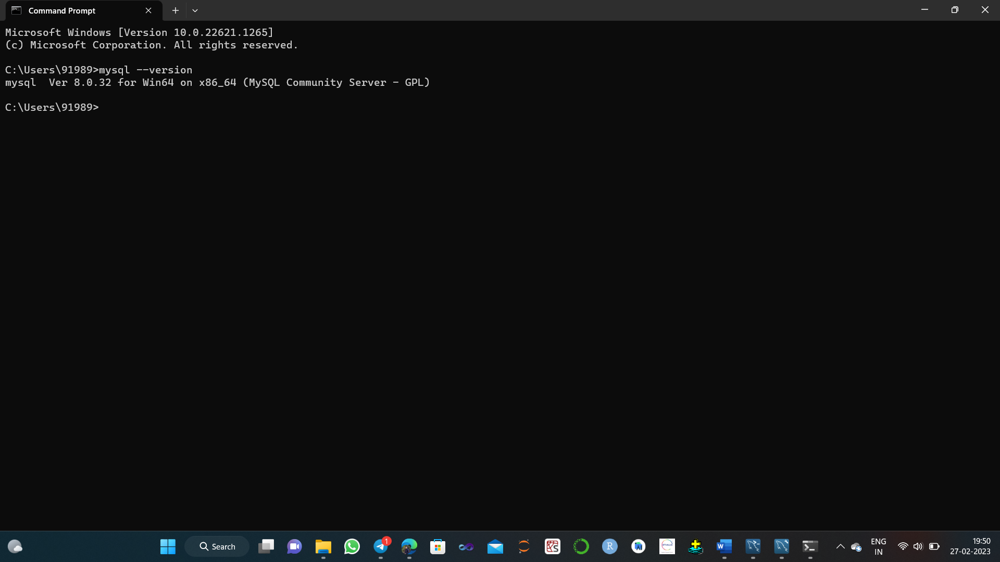 Command Prompt
Microsoft Windows [Version 10.0.22621.1265]
(c) Microsoft Corporation. All rights reserved.
C:\Users\91989>mysql --version
mysql  Ver 8.0.32 for Win64 on x86_64 (MySQL Community Server - GPL)
C:\Users\91989>
Search
1
R
AI
W
ENG
IN
19:50
27-02-2023